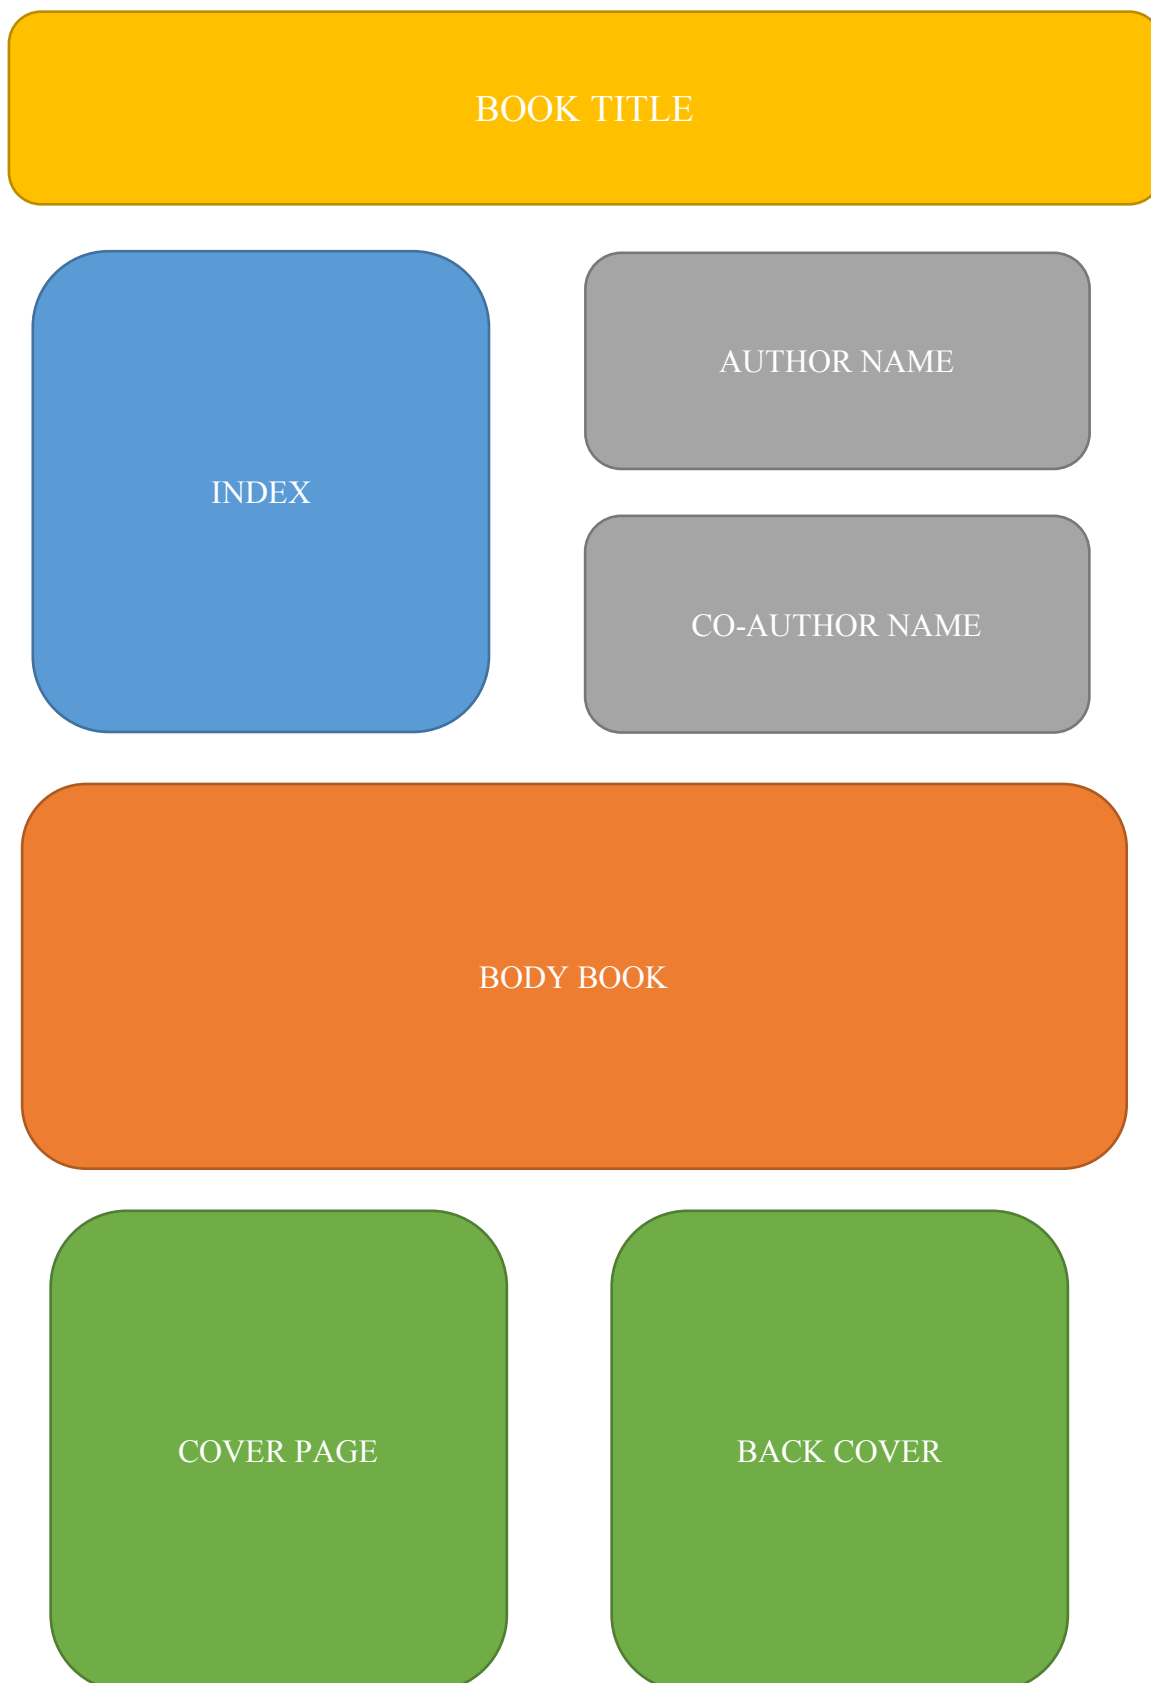 BOOK TITLE
INDEX
AUTHOR NAME
CO-AUTHOR NAME
BODY BOOK
COVER PAGE
BACK COVER